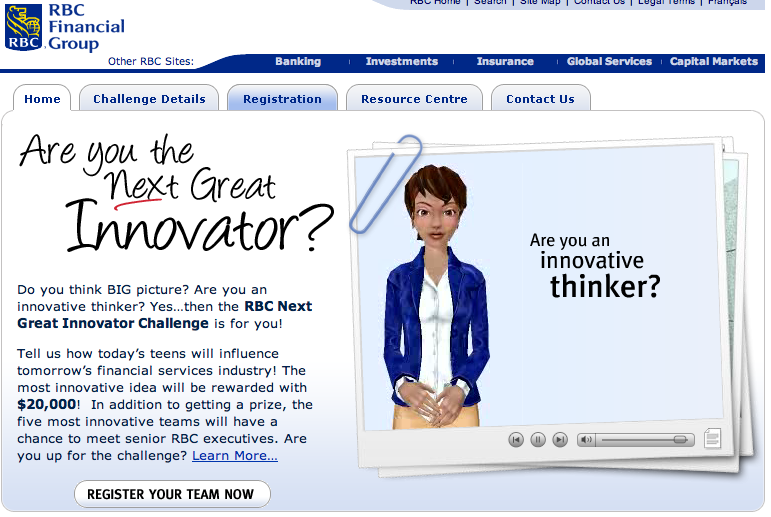 RBC Home | Search | Site Map | Contact Us | Legal Terms | Français
RBC
Financial
Group
RBC
Other RBC Sites: Banking | Investments | Insurance | Global Services | Capital Markets
Home Challenge Details Registration Resource Centre Contact Us
Are you the
Next Great
Innovator?
Do you think BIG picture? Are you an
innovative thinker? Yes...then the RBC Next
Great Innovator Challenge is for you!
Tell us how today's teens will influence
tomorrow's financial services industry! The
most innovative idea will be rewarded with
$20,000! In addition to getting a prize, the
five most innovative teams will have a
chance to meet senior RBC executives. Are
you up for the challenge? Learn More...
REGISTER YOUR TEAM NOW
Are you an
innovative
thinker?